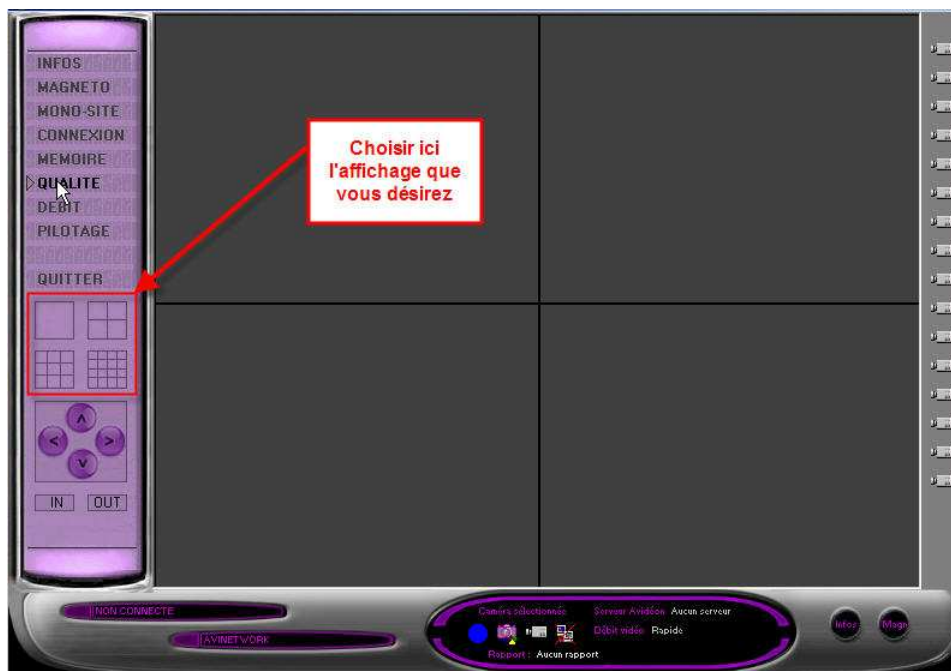 INFOS
MAGNETO
MONO-SITE
CONNEXION
MEMOIRE
QUALITE
DEBIT
PILOTAGE
QUITTER
IN OUT
Choisir ici
l'affichage que
vous désirez
NON CONNECTE
AVINETWORK
Caméra sélectionnée
Serveur Avidéon Aucun serveur
Débit vidéo Rapide
Rapport : Aucun rapport
Infos
Mage